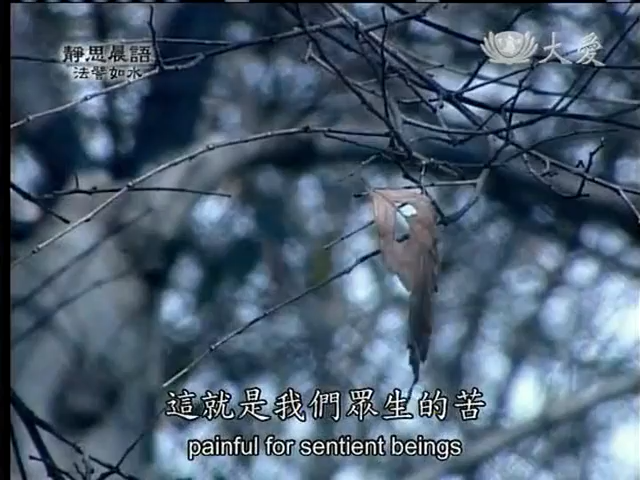 靜思晨語
法譬如水
大愛
這就是我們眾生的苦
painful for sentient beings